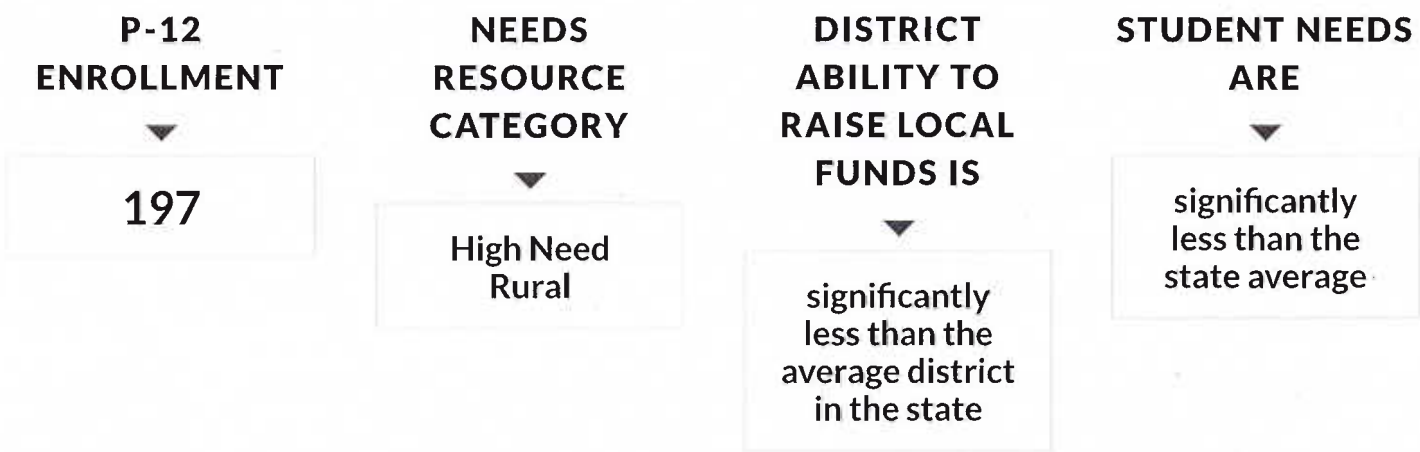 P-12
ENROLLMENT
197
NEEDS
RESOURCE
CATEGORY
High Need
Rural
DISTRICT
ABILITY TO
RAISE LOCAL
FUNDS IS
significantly
less than the
average district
in the state
STUDENT NEEDS
ARE
significantly
less than the
state average